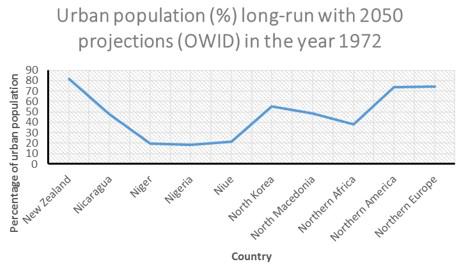 Urban population (%) long-run with 2050
projections (OWID) in the year 1972
Percentage of urban population
90
80
70
60
50
40
30
20
10
0
New Zealand
Nicaragua
Niger
Nigeria
Niue
North Korea
North Macedonia
Northern Africa
Northern America
Northern Europe
Country